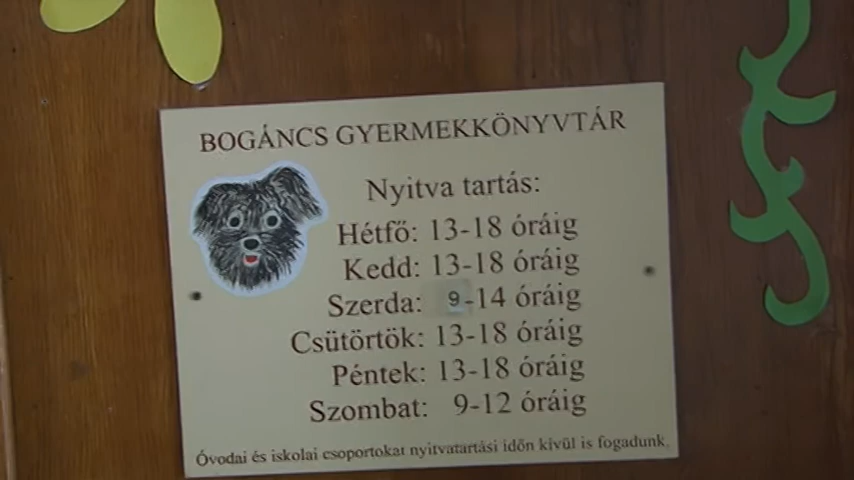 BOGÁNCS GYERMEKKÖNYVTÁR
Nyitva tartás:
Hétfő: 13-18 óráig
Kedd: 13-18 óráig
Szerda: 9-14 óráig
Csütörtök: 13-18 óráig
Péntek: 13-18 óráig
Szombat: 9-12 óráig
Óvodai és iskolai csoportokat nyitvatartási időn kívül is fogadunk.